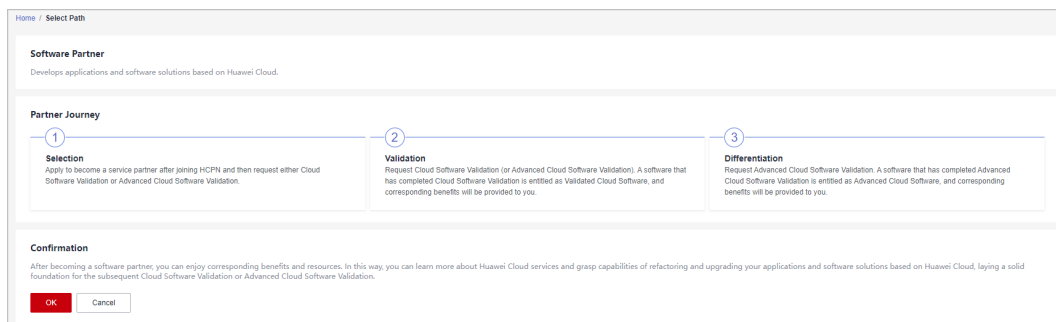 Home / Select Path
Software Partner
Develops applications and software solutions based on Huawei Cloud.
Partner Journey
1
Selection
Apply to become a service partner after joining HCPN and then request either Cloud
Software Validation or Advanced Cloud Software Validation.
2
Validation
Request Cloud Software Validation (or Advanced Cloud Software Validation). A software that
has completed Cloud Software Validation is entitled as Validated Cloud Software, and
corresponding benefits will be provided to you.
3
Differentiation
Request Advanced Cloud Software Validation. A software that has completed Advanced
Cloud Software Validation is entitled as Advanced Cloud Software, and corresponding
benefits will be provided to you.
Confirmation
After becoming a software partner, you can enjoy corresponding benefits and resources. In this way, you can learn more about Huawei Cloud services and grasp capabilities of refactoring and upgrading your applications and software solutions based on Huawei Cloud, laying a solid
foundation for the subsequent Cloud Software Validation or Advanced Cloud Software Validation.
OK Cancel